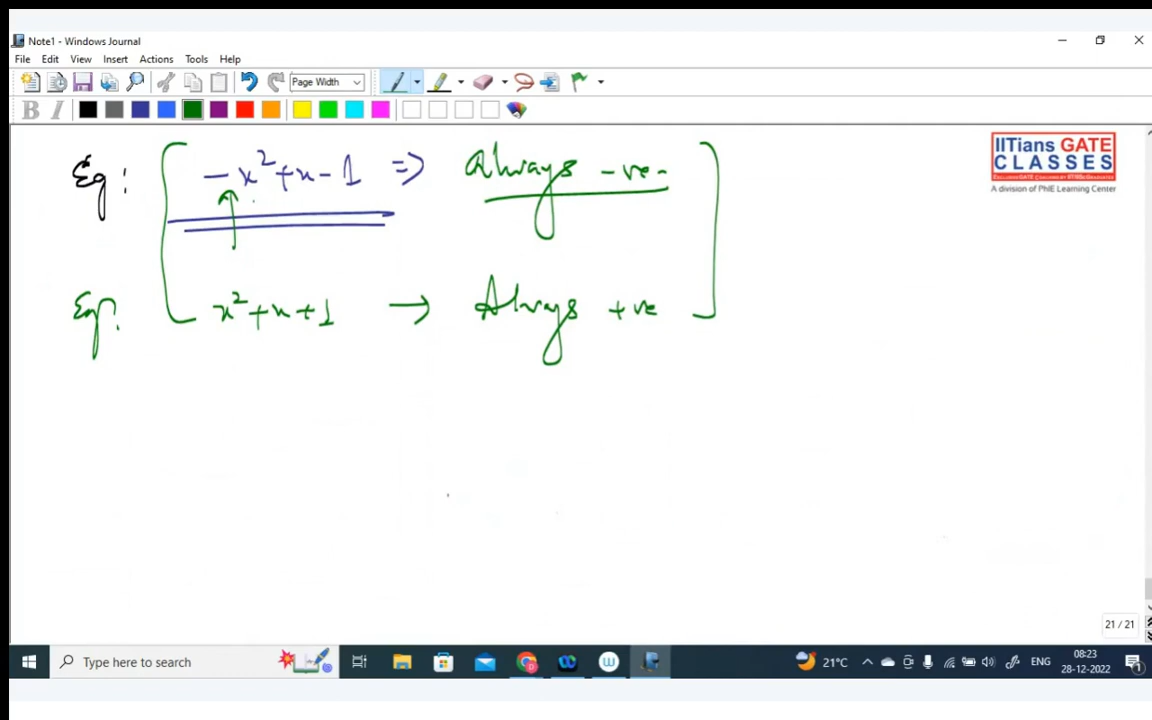 Note1 - Windows Journal
File Edit View Insert Actions Tools Help
Page Width
B I
Eg : -x²+x-1 => Always -ve-
Eg: x²+x+1 → Always +ve
IITians GATE
CLASSES
A division of PhIE Learning Center
21 / 21
Type here to search
21°C
ENG
08:23
28-12-2022
1